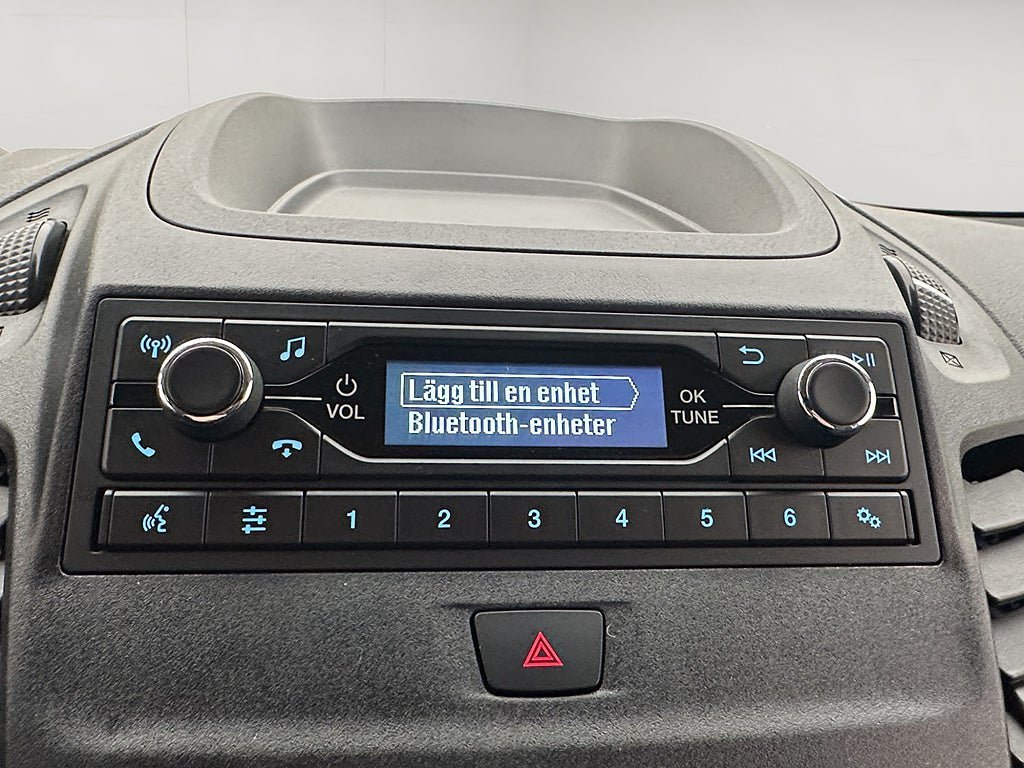 VOL
Lägg till en enhet
Bluetooth-enheter
OK
TUNE
1 2 3 4 5 6